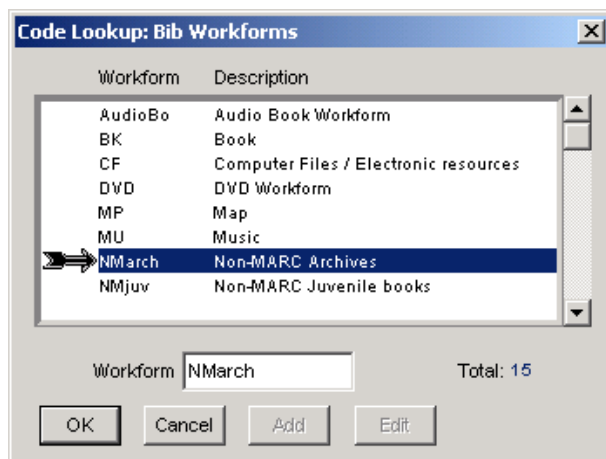 Code Lookup: Bib Workforms
Workform Description
AudioBo Audio Book Workform
BK Book
CF Computer Files / Electronic resources
DVD DVD Workform
MP Map
MU Music
NMarch Non-MARC Archives
NMjuv Non-MARC Juvenile books
Workform NMarch Total: 15
OK Cancel Add Edit